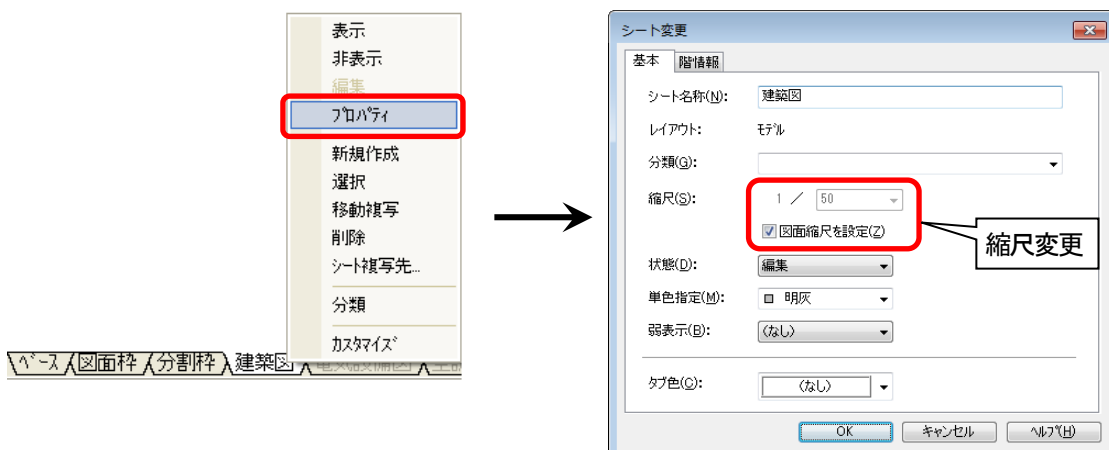 表示
非表示
編集
プロパティ
新規作成
選択
移動複写
削除
シート複写先...
分類
カスタマイズ
ベース 図面枠 分割枠 建築図 電気設備図
シート変更
基本 階情報
シート名称(N): 建築図
レイアウト: モデル
分類(G):
縮尺(S): 1 ／ 50
図面縮尺を設定(Z)
縮尺変更
状態(D): 編集
単色指定(M): 明灰
弱表示(B): (なし)
タブ色(C): (なし)
OK キャンセル ヘルプ(H)